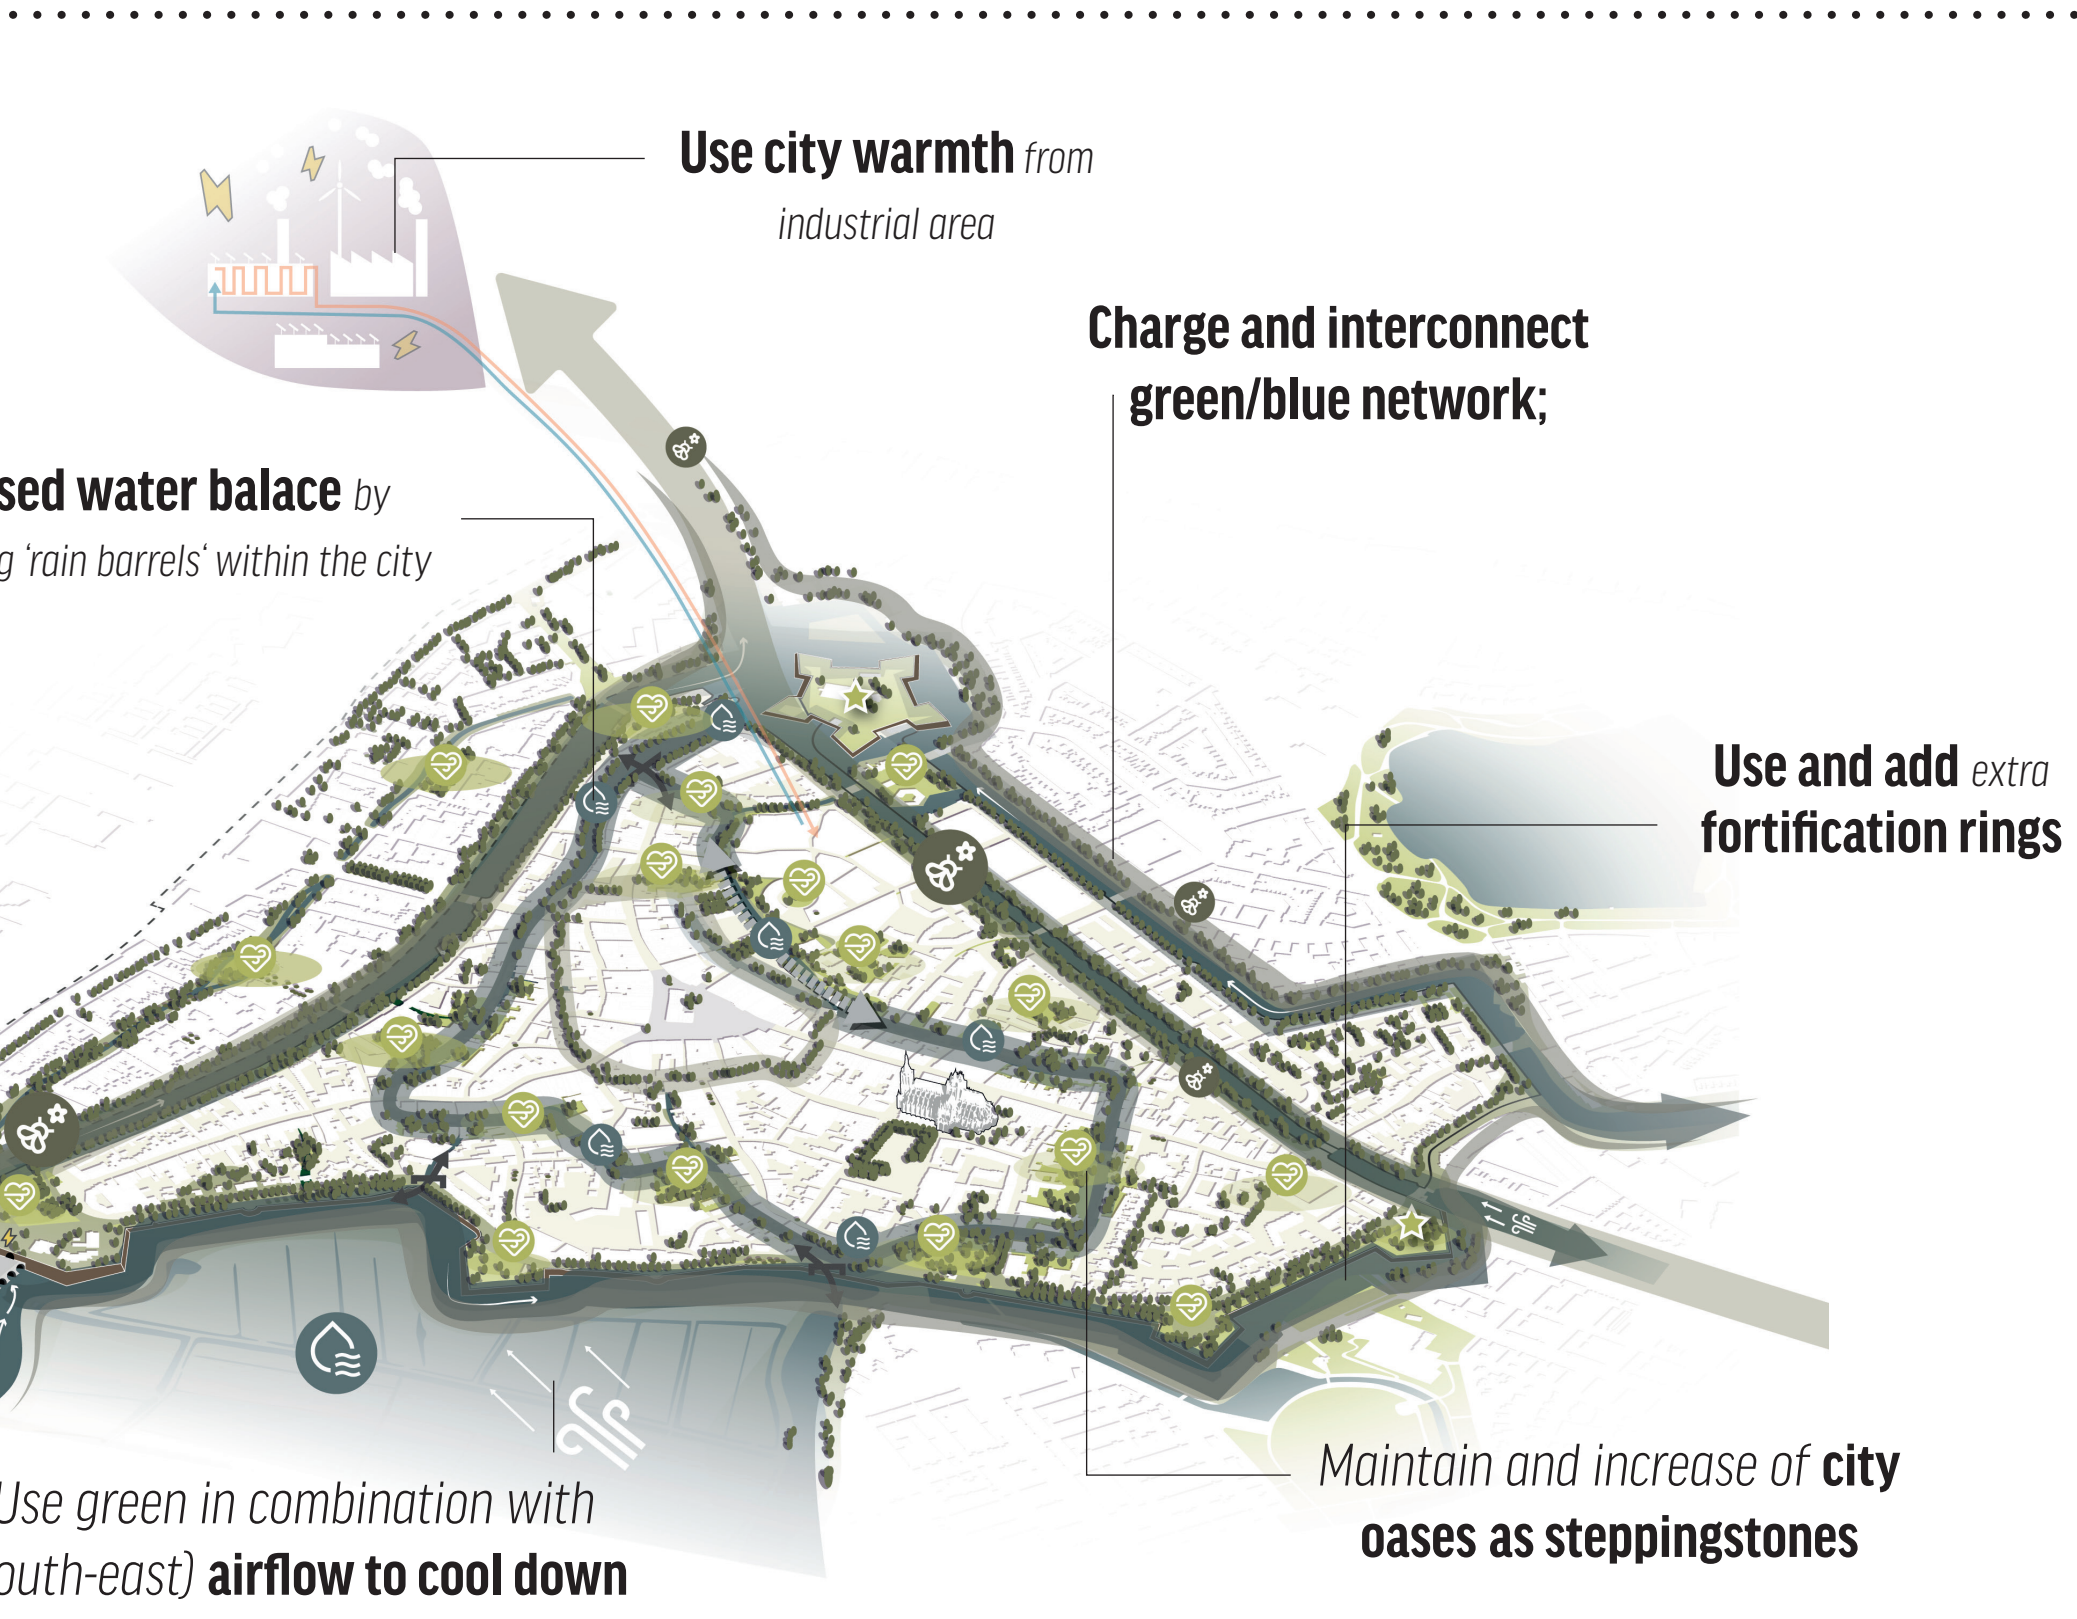 Use city warmth from
industrial area
Charge and interconnect
green/blue network;
sed water balace by
g 'rain barrels' within the city
Use and add extra
fortification rings
Maintain and increase of city
oases as steppingstones
Use green in combination with
outh-east) airflow to cool down